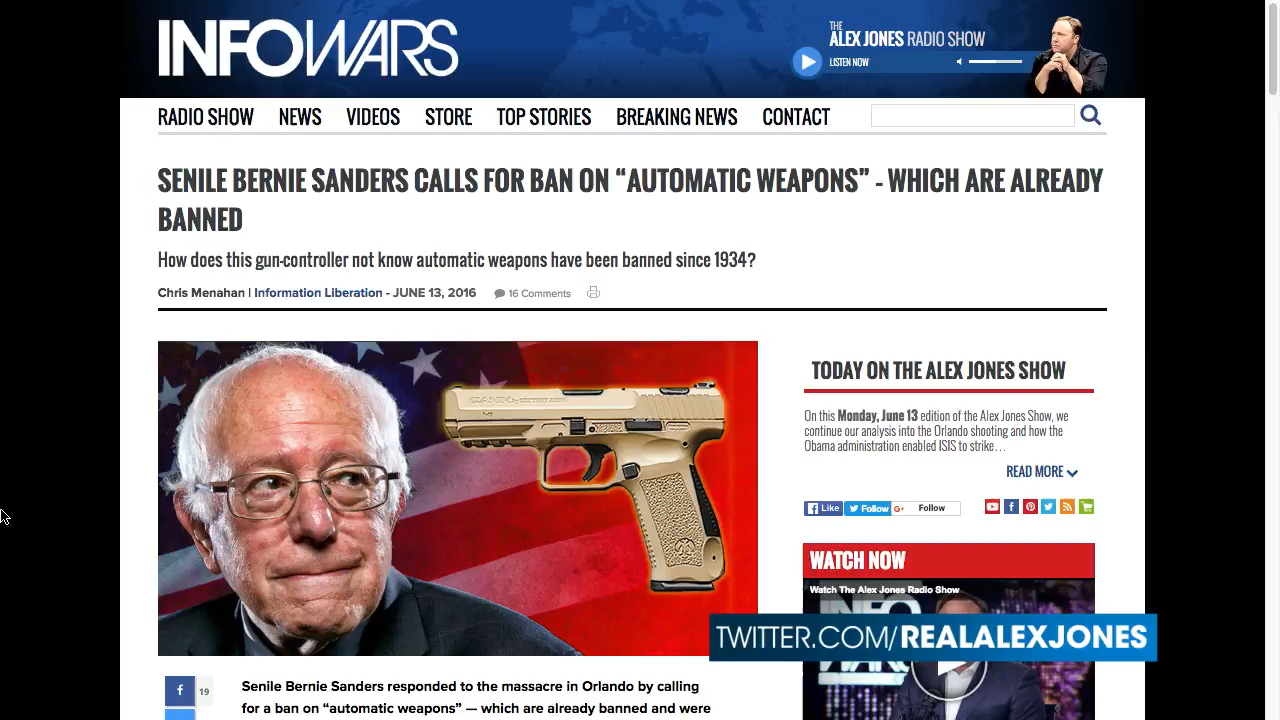 INFOWARS
THE
ALEX JONES RADIO SHOW
LISTEN NOW
RADIO SHOW NEWS VIDEOS STORE TOP STORIES BREAKING NEWS CONTACT
SENILE BERNIE SANDERS CALLS FOR BAN ON “AUTOMATIC WEAPONS” - WHICH ARE ALREADY
BANNED
How does this gun-controller not know automatic weapons have been banned since 1934?
Chris Menahan | Information Liberation - JUNE 13, 2016 16 Comments
TODAY ON THE ALEX JONES SHOW
On this Monday, June 13 edition of the Alex Jones Show, we
continue our analysis into the Orlando shooting and how the
Obama administration enabled ISIS to strike…
READ MORE
Like Follow Follow
WATCH NOW
Watch The Alex Jones Radio Show
TWITTER.COM/REALALEXJONES
19
Senile Bernie Sanders responded to the massacre in Orlando by calling
for a ban on “automatic weapons” — which are already banned and were